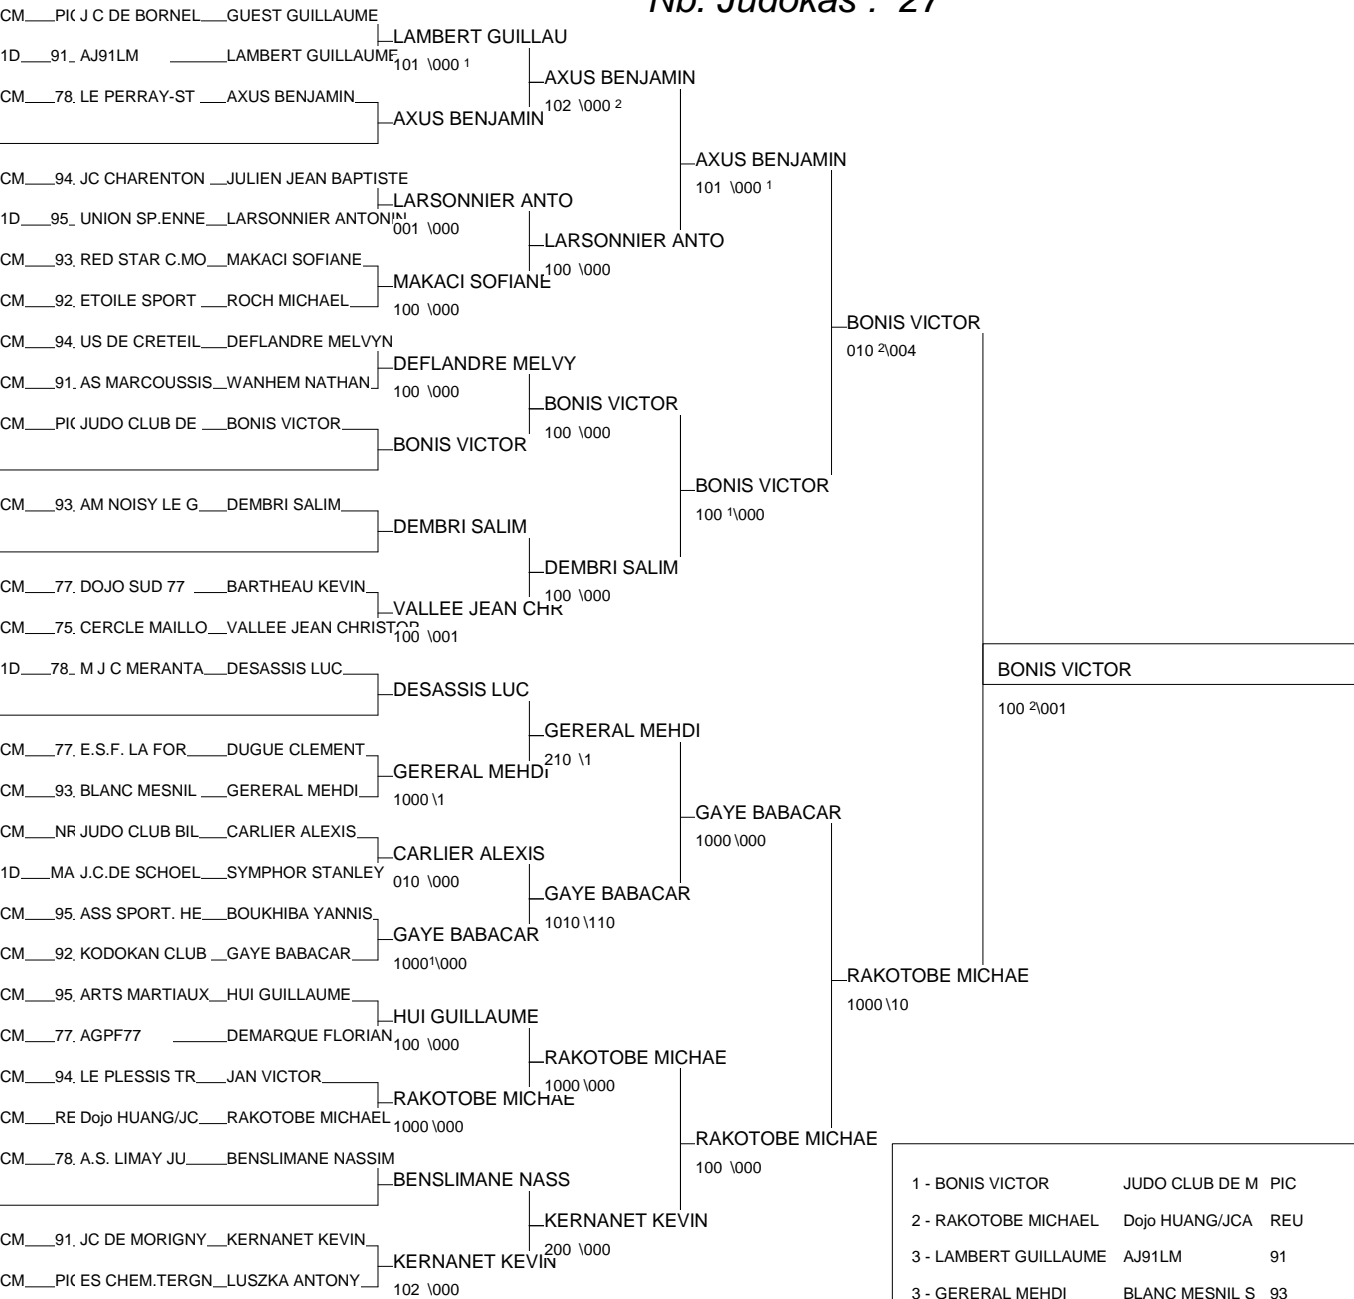 Nb. Judokas : 27
CM PI( J C DE BORNEL GUEST GUILLAUME
LAMBERT GUILLAU
1D 91 AJ91LM LAMBERT GUILLAUME
101 \000 1
AXUS BENJAMIN
CM 78 LE PERRAY-ST AXUS BENJAMIN
102 \000 2
AXUS BENJAMIN
AXUS BENJAMIN
CM 94 JC CHARENTON JULIEN JEAN BAPTISTE
101 \000 1
LARSONNIER ANTO
1D 95 UNION SP.ENNE LARSONNIER ANTONIN
001 \000
LARSONNIER ANTO
CM 93 RED STAR C.MO MAKACI SOFIANE
100 \000
MAKACI SOFIANE
CM 92 ETOILE SPORT ROCH MICHAEL
100 \000
BONIS VICTOR
CM 94 US DE CRETEIL DEFLANDRE MELVYN
010 2\004
DEFLANDRE MELVY
CM 91 AS MARCOUSSIS WANHEM NATHAN
100 \000
BONIS VICTOR
CM PI( JUDO CLUB DE BONIS VICTOR
100 \000
BONIS VICTOR
BONIS VICTOR
CM 93 AM NOISY LE G DEMBRI SALIM
100 1\000
DEMBRI SALIM
DEMBRI SALIM
CM 77 DOJO SUD 77 BARTHEAU KEVIN
100 \000
VALLEE JEAN CHR
CM 75 CERCLE MAILLO VALLEE JEAN CHRISTOP
100 \001
1D 78 M J C MERANTA DESASSIS LUC
BONIS VICTOR
DESASSIS LUC
100 2\001
GERERAL MEHDI
CM 77 E.S.F. LA FOR DUGUE CLEMENT
210 \1
GERERAL MEHDI
CM 93 BLANC MESNIL GERERAL MEHDI
1000 \1
GAYE BABACAR
CM NR JUDO CLUB BIL CARLIER ALEXIS
1000 \000
CARLIER ALEXIS
1D MA J.C.DE SCHOEL SYMPHOR STANLEY
010 \000
GAYE BABACAR
CM 95 ASS SPORT. HE BOUKHIBA YANNIS
1010 \110
GAYE BABACAR
CM 92 KODOKAN CLUB GAYE BABACAR
1000 1\000
RAKOTOBE MICHAE
CM 95 ARTS MARTIAUX HUI GUILLAUME
1000 \10
HUI GUILLAUME
CM 77 AGPF77 DEMARQUE FLORIAN
100 \000
RAKOTOBE MICHAE
CM 94 LE PLESSIS TR JAN VICTOR
1000 \000
RAKOTOBE MICHAE
CM RE Dojo HUANG/JC RAKOTOBE MICHAEL
1000 \000
RAKOTOBE MICHAE
CM 78 A.S. LIMAY JU BENSLIMANE NASSIM
100 \000
BENSLIMANE NASS
KERNANET KEVIN
CM 91 JC DE MORIGNY KERNANET KEVIN
200 \000
KERNANET KEVIN
CM PI( ES CHEM.TERGN LUSZKA ANTONY
102 \000
1 - BONIS VICTOR JUDO CLUB DE M PIC
2 - RAKOTOBE MICHAEL Dojo HUANG/JCA REU
3 - LAMBERT GUILLAUME AJ91LM 91
3 - GERERAL MEHDI BLANC MESNIL S 93